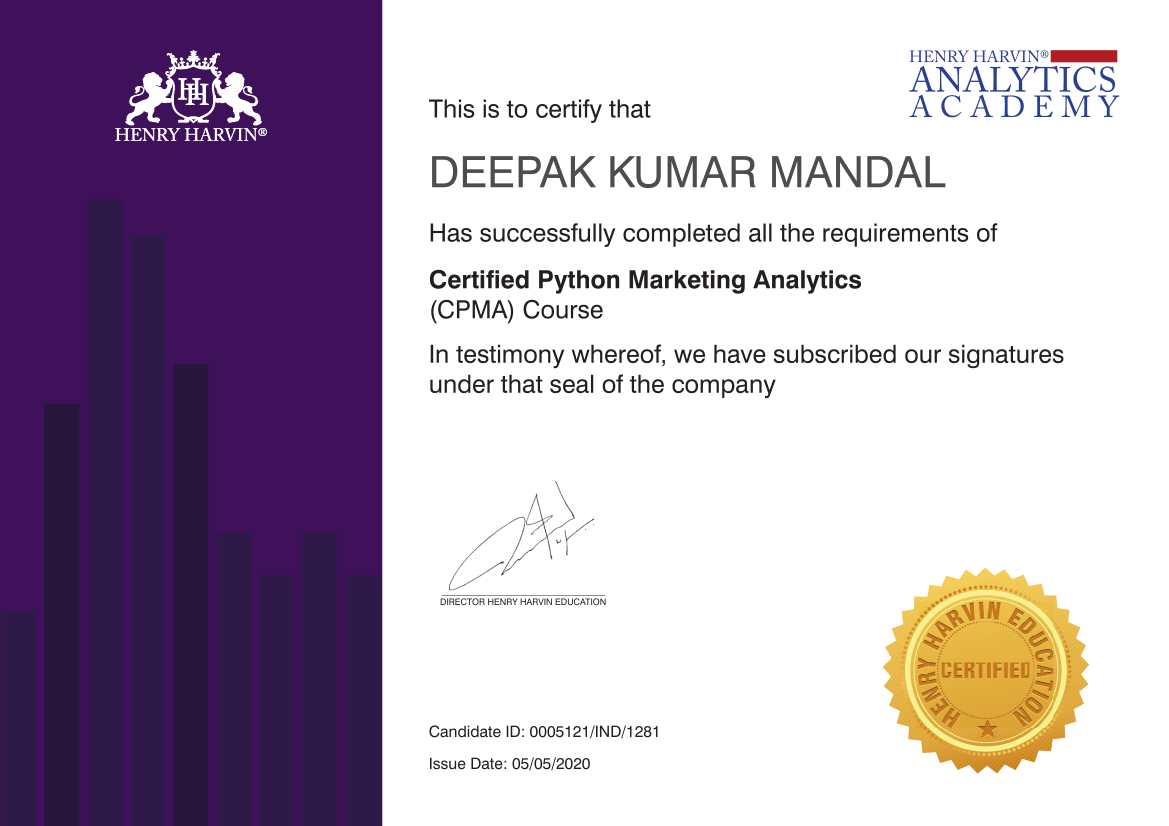 HH
HENRY HARVIN®
HENRY HARVIN®
ANALYTICS
ACADEMY
This is to certify that
DEEPAK KUMAR MANDAL
Has successfully completed all the requirements of
Certified Python Marketing Analytics
(CPMA) Course
In testimony whereof, we have subscribed our signatures
under that seal of the company
DIRECTOR HENRY HARVIN EDUCATION
HENRY HARVIN EDUCATION
CERTIFIED
Candidate ID: 0005121/IND/1281
Issue Date: 05/05/2020